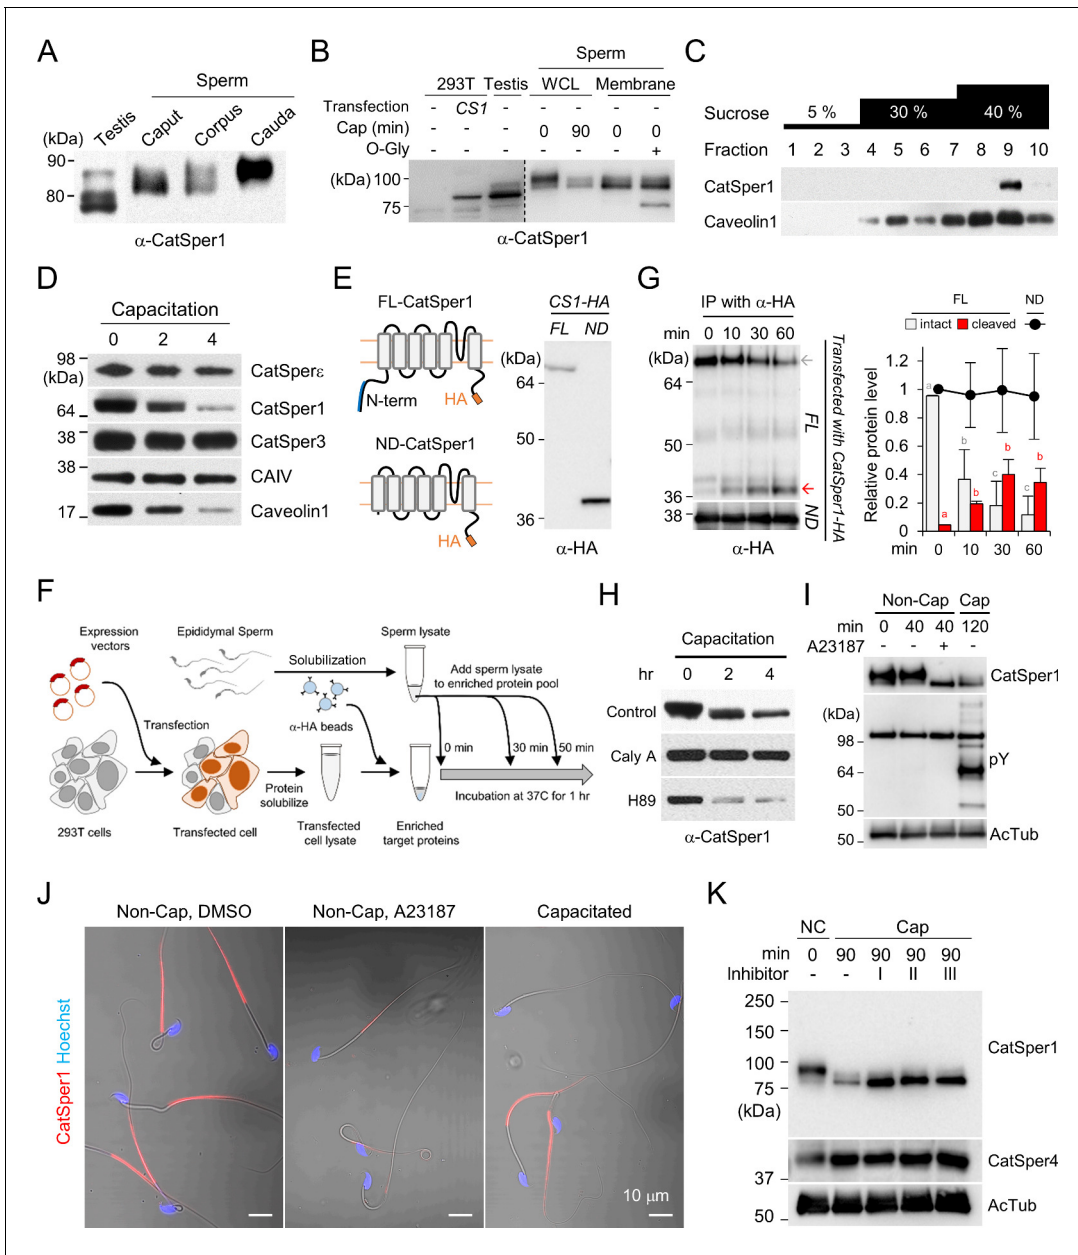 A
Sperm
Testis Caput Corpus Cauda
(kDa)
90
80
α-CatSper1
B
Sperm
293T Testis WCL Membrane
Transfection - CS1 -
Cap (min) - - - 0 90 0 0
O-Gly - - - - - - +
(kDa) 100
75
α-CatSper1
C
Sucrose 5 % 30 % 40 %
Fraction 1 2 3 4 5 6 7 8 9 10
CatSper1
Caveolin1
D
Capacitation
0 2 4
98
(kDa)
CatSperε
64
CatSper1
38
CatSper3
38
CAIV
17
Caveolin1
E
FL-CatSper1
N-term
HA
ND-CatSper1
HA
CS1-HA
FL ND
(kDa)
64
50
36
α-HA
G
IP with α-HA
min 0 10 30 60
(kDa)
64
50
36
38
FL
ND
Transfected with CatSper1-HA
α-HA
FL ND
intact cleaved
Relative protein level
1.2
1
0.8
0.6
0.4
0.2
0
a
a
b
b
c
b
c
b
min 0 10 30 60
F
Expression
vectors
Epididymal Sperm
Sperm lysate
Solubilization
Add sperm lysate
to enriched protein pool
Transfection
α-HA beads
0 min 30 min 50 min
Protein
solubilize
Incubation at 37C for 1 hr
293T cells
Transfected cell
Transfected
cell lysate
Enriched
target proteins
H
Capacitation
hr 0 2 4
Control
Caly A
H89
α-CatSper1
I
Non-Cap Cap
min 0 40 40 120
A23187 - - + -
CatSper1
(kDa)
98
64
50
pY
50
AcTub
J
Non-Cap, DMSO
Non-Cap, A23187
Capacitated
CatSper1 Hoechst
10 μm
K
NC Cap
min 0 90 90 90 90
Inhibitor - - I II III
250
150
100
75
(kDa)
CatSper1
37
CatSper4
50
AcTub